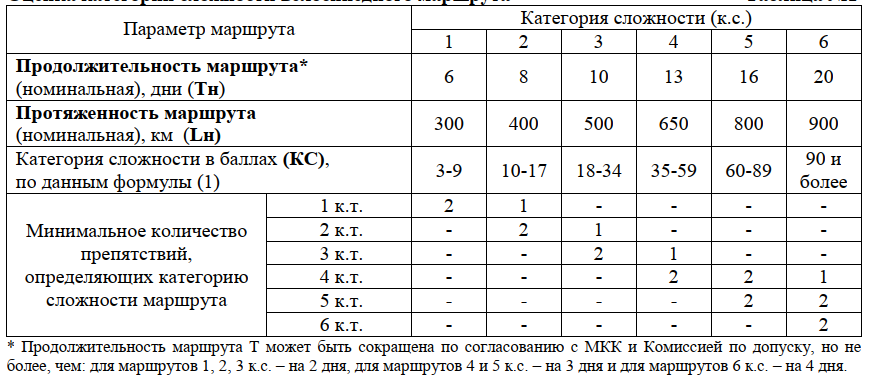 Параметр маршрута Категория сложности (к.с.)
1 2 3 4 5 6
Продолжительность маршрута*
(номинальная), дни (Тн) 6 8 10 13 16 20
Протяженность маршрута
(номинальная), км (Lн) 300 400 500 650 800 900
Категория сложности в баллах (КС),
по данным формулы (1) 3-9 10-17 18-34 35-59 60-89 90 и
более
Минимальное количество
препятствий,
определяющих категорию
сложности маршрута
1 к.т. 2 1 - - - -
2 к.т. - 2 1 - - -
3 к.т. - - 2 1 - -
4 к.т. - - - 2 2 1
5 к.т. - - - - 2 2
6 к.т. - - - - - 2
* Продолжительность маршрута Т может быть сокращена по согласованию с МКК и Комиссией по допуску, но не
более, чем: для маршрутов 1, 2, 3 к.с. – на 2 дня, для маршрутов 4 и 5 к.с. – на 3 дня и для маршрутов 6 к.с. – на 4 дня.